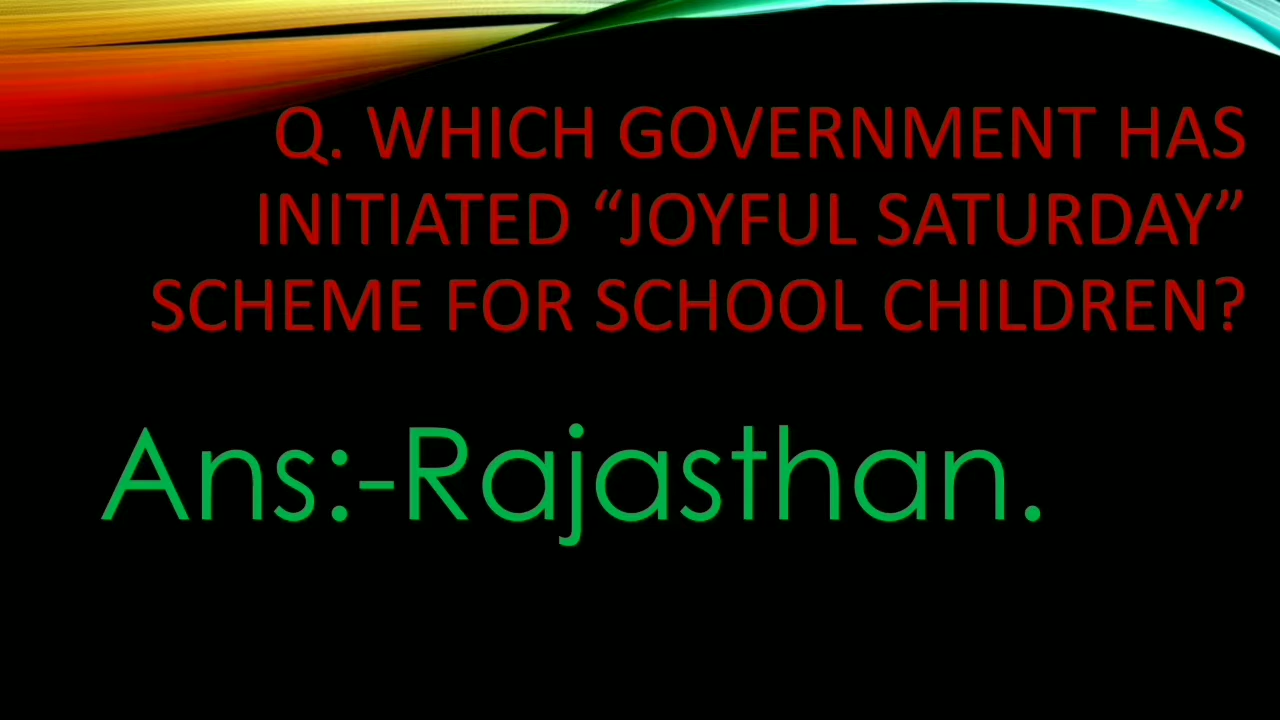 Q. WHICH GOVERNMENT HAS
INITIATED “JOYFUL SATURDAY”
SCHEME FOR SCHOOL CHILDREN?
Ans:-Rajasthan.